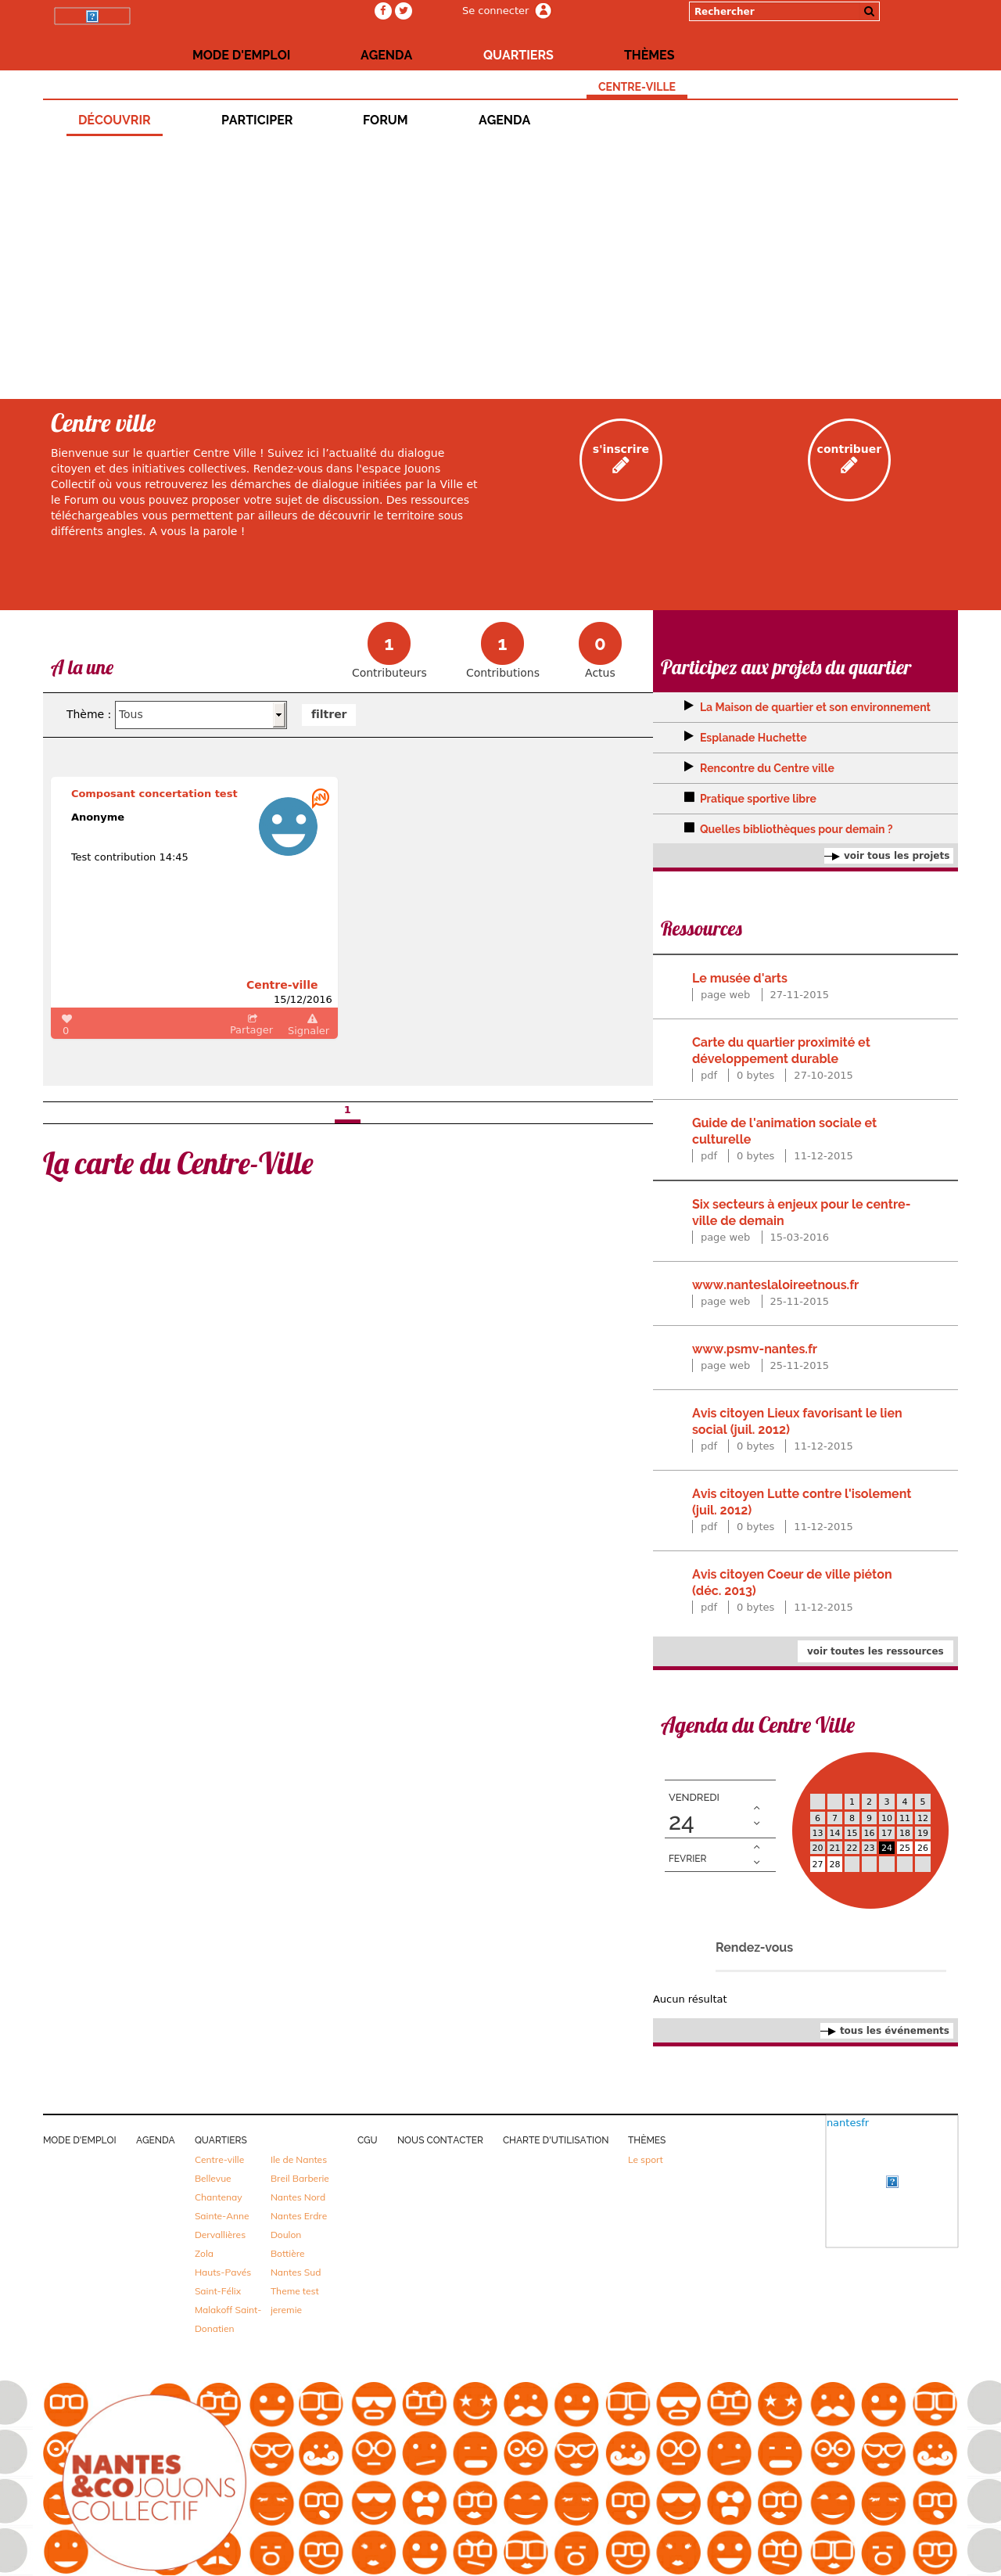 Se connecter
Rechercher
MODE D'EMPLOI
AGENDA
QUARTIERS
THÈMES
CENTRE-VILLE
DÉCOUVRIR
PARTICIPER
FORUM
AGENDA
Centre ville
Bienvenue sur le quartier Centre Ville ! Suivez ici l’actualité du dialogue
citoyen et des initiatives collectives. Rendez-vous dans l'espace Jouons
Collectif où vous retrouverez les démarches de dialogue initiées par la Ville et
le Forum ou vous pouvez proposer votre sujet de discussion. Des ressources
téléchargeables vous permettent par ailleurs de découvrir le territoire sous
différents angles. A vous la parole !
s'inscrire
contribuer
A la une
1
Contributeurs
1
Contributions
0
Actus
Thème :
Tous
filtrer
Composant concertation test
Anonyme
Test contribution 14:45
Centre-ville
15/12/2016
0
Partager
Signaler
1
La carte du Centre-Ville
Participez aux projets du quartier
La Maison de quartier et son environnement
Esplanade Huchette
Rencontre du Centre ville
Pratique sportive libre
Quelles bibliothèques pour demain ?
voir tous les projets
Ressources
Le musée d'arts
page web
27-11-2015
Carte du quartier proximité et
développement durable
pdf
0 bytes
27-10-2015
Guide de l'animation sociale et
culturelle
pdf
0 bytes
11-12-2015
Six secteurs à enjeux pour le centre-
ville de demain
page web
15-03-2016
www.nanteslaloireetnous.fr
page web
25-11-2015
www.psmv-nantes.fr
page web
25-11-2015
Avis citoyen Lieux favorisant le lien
social (juil. 2012)
pdf
0 bytes
11-12-2015
Avis citoyen Lutte contre l'isolement
(juil. 2012)
pdf
0 bytes
11-12-2015
Avis citoyen Coeur de ville piéton
(déc. 2013)
pdf
0 bytes
11-12-2015
voir toutes les ressources
Agenda du Centre Ville
VENDREDI
24
FEVRIER
1 2 3 4 5
6 7 8 9 10 11 12
13 14 15 16 17 18 19
20 21 22 23 24 25 26
27 28
Rendez-vous
Aucun résultat
tous les événements
MODE D'EMPLOI
AGENDA
QUARTIERS
Centre-ville
Bellevue
Chantenay
Sainte-Anne
Dervallières
Zola
Hauts-Pavés
Saint-Félix
Malakoff Saint-
Donatien
Ile de Nantes
Breil Barberie
Nantes Nord
Nantes Erdre
Doulon
Bottière
Nantes Sud
Theme test
jeremie
CGU
NOUS CONTACTER
CHARTE D'UTILISATION
THÈMES
Le sport
nantesfr
NANTES
&COJOUONS
COLLECTIF